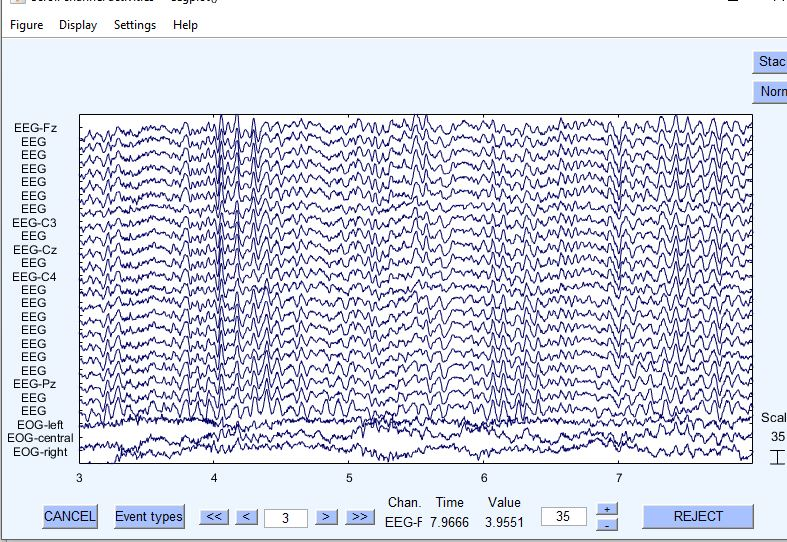 Figure Display Settings Help
Stac
Norn
EEG-Fz
EEG
EEG
EEG
EEG
EEG
EEG
EEG-C3
EEG
EEG-Cz
EEG
EEG-C4
EEG
EEG
EEG
EEG
EEG
EEG
EEG
EEG-Pz
EEG
EEG
EOG-left
EOG-central
EOG-right
Scal
35
3 4 5 6 7
Chan. Time Value
CANCEL Event types << < 3 > >> EEG-F 7.9666 3.9551 35 + - REJECT